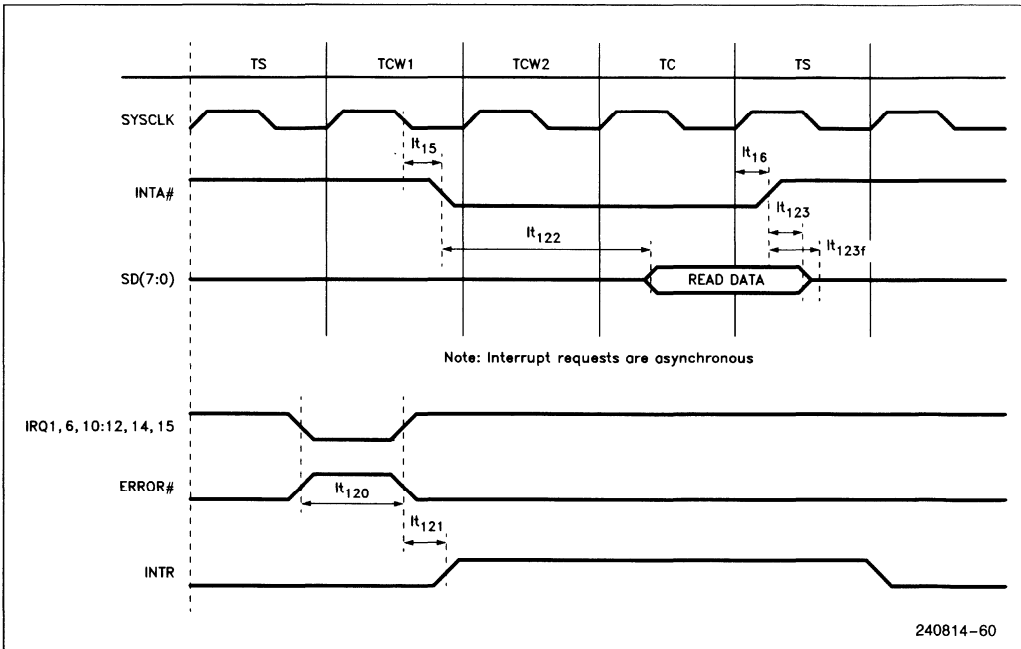 TS TCW1 TCW2 TC TS
SYSCLK
It15 It16
INTA#
It123
It122 It123f
SD(7:0) READ DATA
Note: Interrupt requests are asynchronous
IRQ1, 6, 10:12, 14, 15
ERROR#
It120
It121
INTR
240814-60